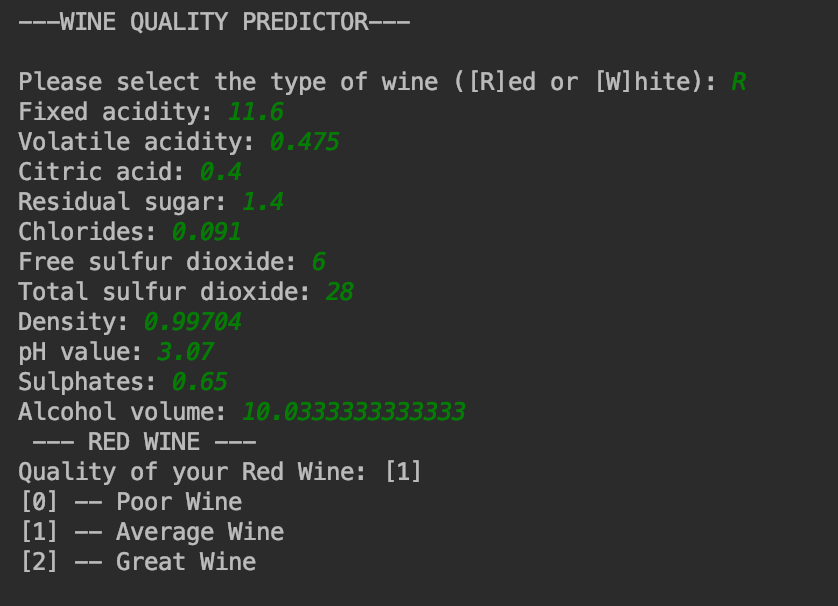 ---WINE QUALITY PREDICTOR---
Please select the type of wine ([R]ed or [W]hite): R
Fixed acidity: 11.6
Volatile acidity: 0.475
Citric acid: 0.4
Residual sugar: 1.4
Chlorides: 0.091
Free sulfur dioxide: 6
Total sulfur dioxide: 28
Density: 0.99704
pH value: 3.07
Sulphates: 0.65
Alcohol volume: 10.0333333333333
--- RED WINE ---
Quality of your Red Wine: [1]
[0] -- Poor Wine
[1] -- Average Wine
[2] -- Great Wine